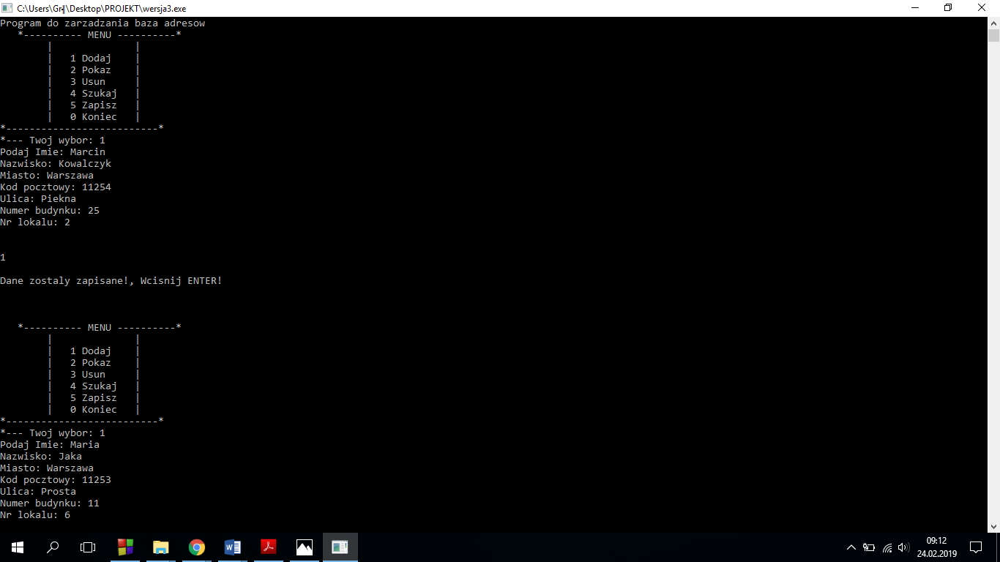 C:\Users\Gr \Desktop\PROJEKT\wersja3.exe
Program do zarzadzania baza adresow
*---------- MENU ----------*
| |
| 1 Dodaj |
| 2 Pokaz |
| 3 Usun |
| 4 Szukaj |
| 5 Zapisz |
| 0 Koniec |
*--------------------------*
*--- Twoj wybor: 1
Podaj Imie: Marcin
Nazwisko: Kowalczyk
Miasto: Warszawa
Kod pocztowy: 11254
Ulica: Piekna
Numer budynku: 25
Nr lokalu: 2
1
Dane zostaly zapisane!, Wcisnij ENTER!
*---------- MENU ----------*
| |
| 1 Dodaj |
| 2 Pokaz |
| 3 Usun |
| 4 Szukaj |
| 5 Zapisz |
| 0 Koniec |
*--------------------------*
*--- Twoj wybor: 1
Podaj Imie: Maria
Nazwisko: Jaka
Miasto: Warszawa
Kod pocztowy: 11253
Ulica: Prosta
Numer budynku: 11
Nr lokalu: 6
09:12
24.02.2019